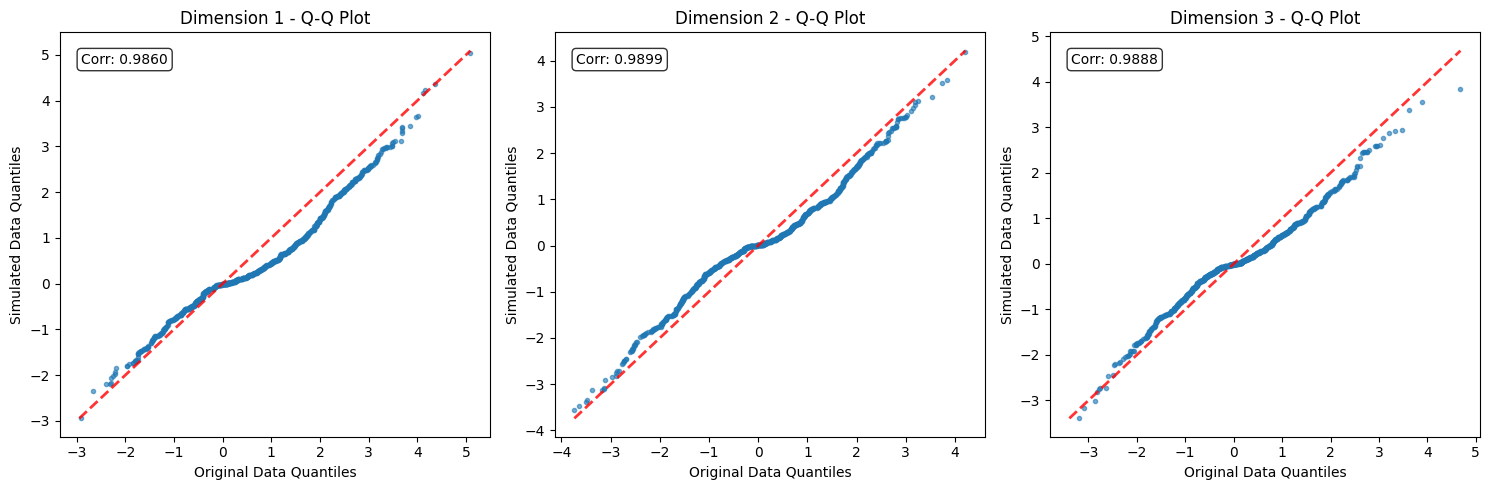 Dimension 1 - Q-Q Plot
Corr: 0.9860
5
4
3
2
1
0
−1
−2
−3
Simulated Data Quantiles
−3 −2 −1 0 1 2 3 4 5
Original Data Quantiles
Dimension 2 - Q-Q Plot
Corr: 0.9899
4
3
2
1
0
−1
−2
−3
−4
Simulated Data Quantiles
−4 −3 −2 −1 0 1 2 3 4
Original Data Quantiles
Dimension 3 - Q-Q Plot
Corr: 0.9888
5
4
3
2
1
0
−1
−2
−3
Simulated Data Quantiles
−3 −2 −1 0 1 2 3 4 5
Original Data Quantiles